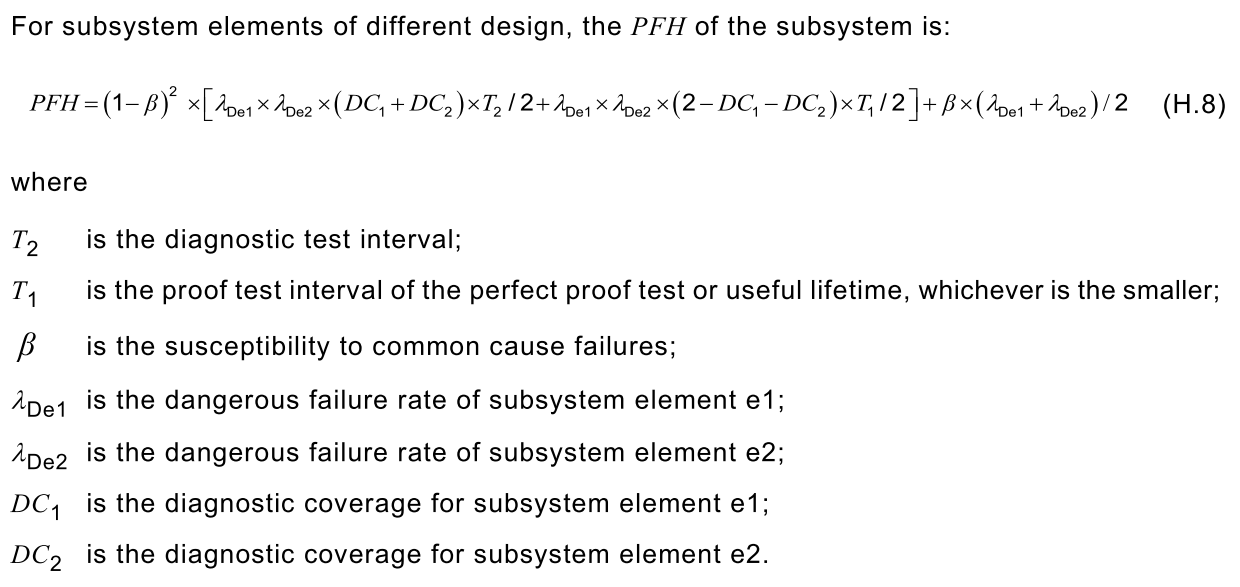 For subsystem elements of different design, the PFH of the subsystem is:
PFH = (1− β)² × [λDe1 × λDe2 × (DC1 + DC2) × T2 / 2 + λDe1 × λDe2 × (2 − DC1 − DC2) × T1 / 2] + β × (λDe1 + λDe2) / 2 (H.8)
where
T2 is the diagnostic test interval;
T1 is the proof test interval of the perfect proof test or useful lifetime, whichever is the smaller;
β is the susceptibility to common cause failures;
λDe1 is the dangerous failure rate of subsystem element e1;
λDe2 is the dangerous failure rate of subsystem element e2;
DC1 is the diagnostic coverage for subsystem element e1;
DC2 is the diagnostic coverage for subsystem element e2.